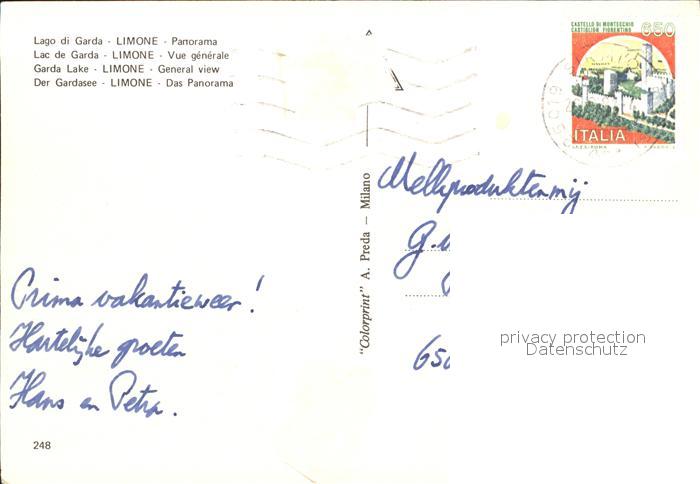 Lago di Garda - LIMONE - Panorama
Lac de Garda - LIMONE - Vue générale
Garda Lake - LIMONE - General view
Der Gardasee - LIMONE - Das Panorama
CASTELLO DI MONTECCHIO
CASTIGLION FIORENTINO
650
ITALIA
"Colorprint" A. Preda — Milano
Melkproduktenmij
G.
650
Prima vakantieweer!
Hartelijke groeten
Hans en Petra.
privacy protection
Datenschutz
248